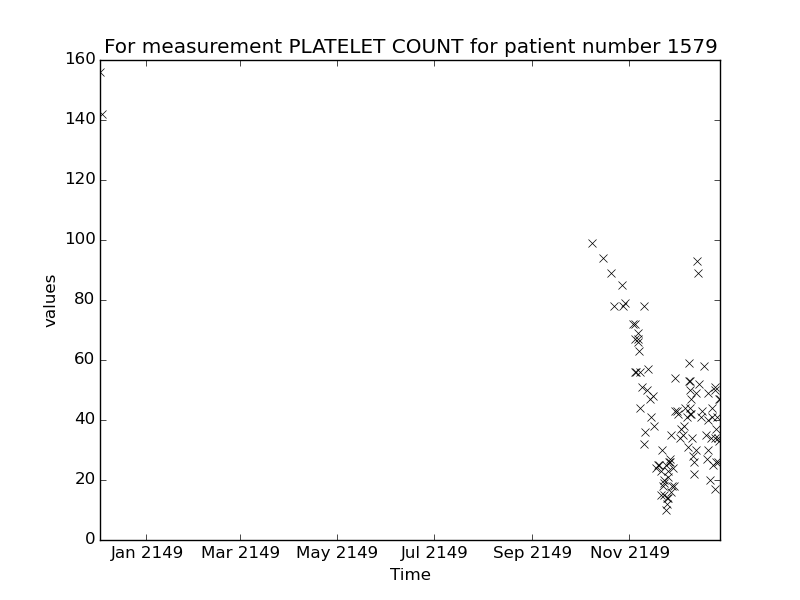 For measurement PLATELET COUNT for patient number 1579
160
140
120
100
80
60
40
20
0
values
Jan 2149 Mar 2149 May 2149 Jul 2149 Sep 2149 Nov 2149
Time